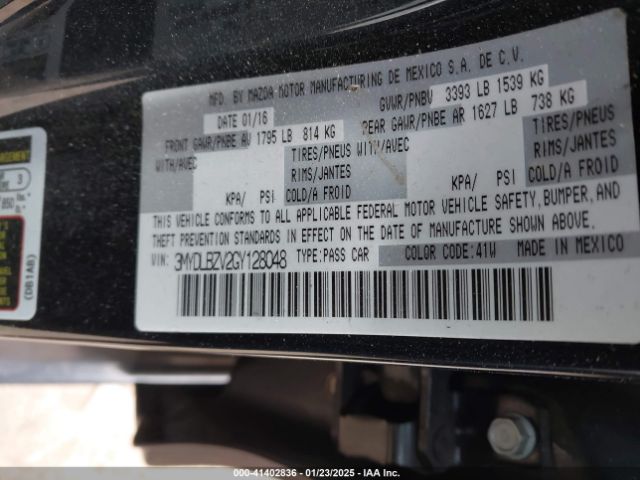 MFD. BY MAZDA MOTOR MANUFACTURING DE MEXICO S.A. DE C.V.
DATE 01/16 GVWR/PNBV 3393 LB 1539 KG
FRONT GAWR/PNBE AV 1795 LB 814 KG REAR GAWR/PNBE AR 1627 LB 738 KG
WITH/AVEC TIRES/PNEUS WITH/AVEC TIRES/PNEUS
RIMS/JANTES RIMS/JANTES
KPA/ PSI COLD/A FROID KPA/ PSI COLD/A FROID
THIS VEHICLE CONFORMS TO ALL APPLICABLE FEDERAL MOTOR VEHICLE SAFETY, BUMPER, AND
THEFT PREVENTION STANDARDS IN EFFECT ON THE DATE OF MANUFACTURE SHOWN ABOVE.
VIN: 3MYDLBZV2GY128048 TYPE: PASS CAR COLOR CODE: 41W MADE IN MEXICO
(DB1AB)
000-41402836 | 01/23/2025 | IAA Inc.